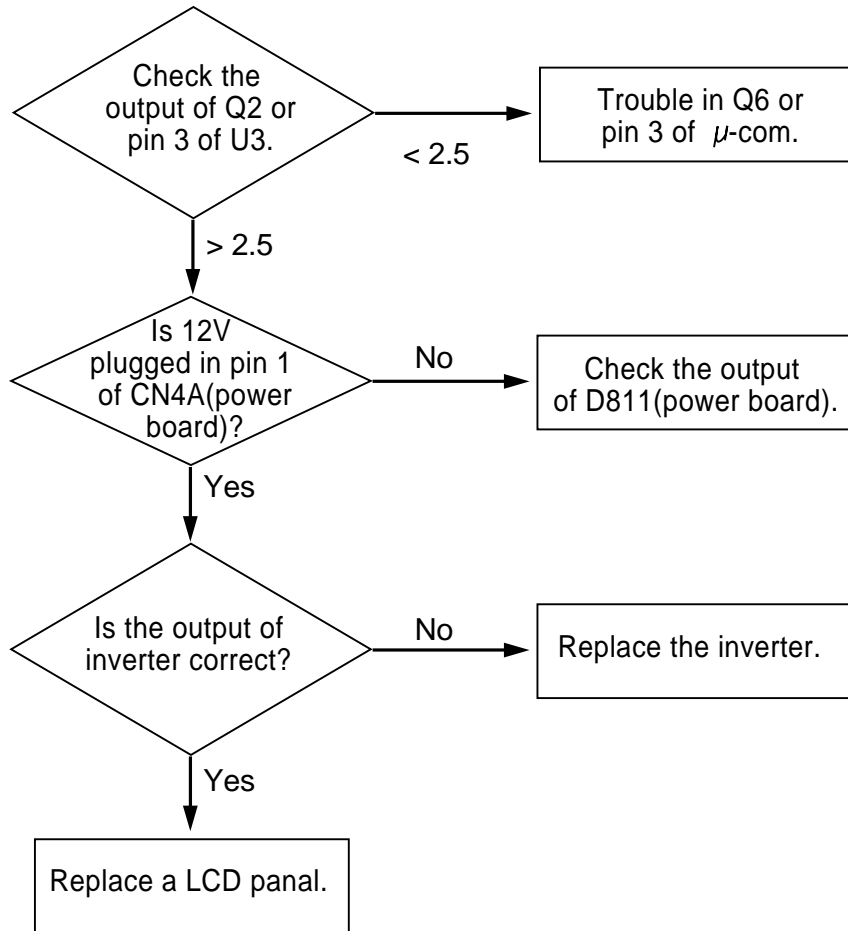 Check the
output of Q2 or
pin 3 of U3.
< 2.5
Trouble in Q6 or
pin 3 of μ-com.
> 2.5
Is 12V
plugged in pin 1
of CN4A(power
board)?
No
Check the output
of D811(power board).
Yes
Is the output of
inverter correct?
No
Replace the inverter.
Yes
Replace a LCD panal.